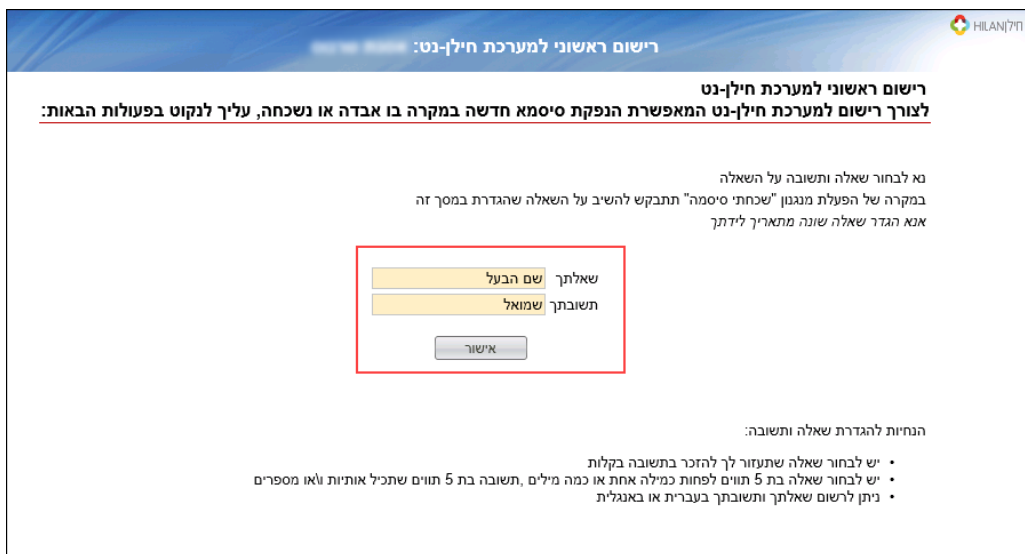 HILAN|חילן
רישום ראשוני למערכת חילן-נט:
רישום ראשוני למערכת חילן-נט
לצורך רישום למערכת חילן-נט המאפשרת הנפקת סיסמא חדשה במקרה בו אבדה או נשכחה, עליך לנקוט בפעולות הבאות:
נא לבחור שאלה ותשובה על השאלה
במקרה של הפעלת מנגנון "שכחתי סיסמה" תתבקש להשיב על השאלה שהגדרת במסך זה
אנא הגדר שאלה שונה מתאריך לידתך
שאלתך שם הבעל
תשובתך שמואל
אישור
הנחיות להגדרת שאלה ותשובה:
• יש לבחור שאלה שתעזור לך להזכר בתשובה בקלות
• יש לבחור שאלה בת 5 תווים לפחות כמילה אחת או כמה מילים ,תשובה בת 5 תווים שתכיל אותיות ו\או מספרים
• ניתן לרשום שאלתך ותשובתך בעברית או באנגלית